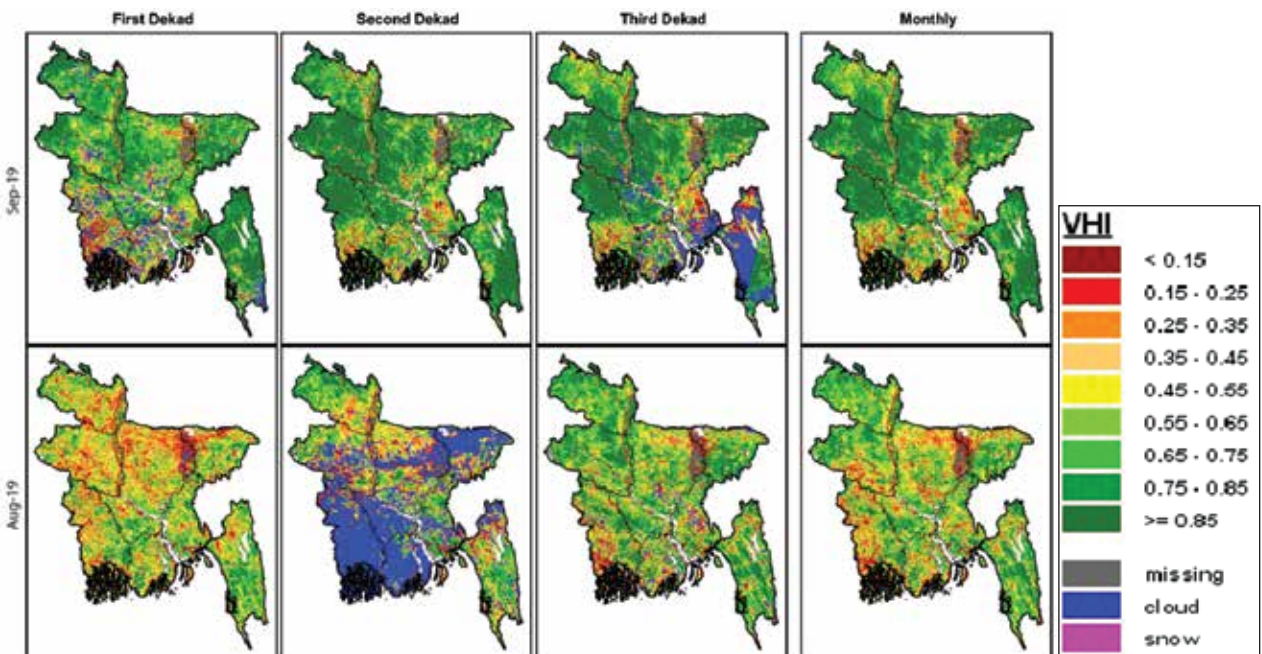 First Dekad Second Dekad Third Dekad Monthly
Sep-19
Aug-19
VHI
< 0.15
0.15 - 0.25
0.25 - 0.35
0.35 - 0.45
0.45 - 0.55
0.55 - 0.65
0.65 - 0.75
0.75 - 0.85
>= 0.85
missing
cloud
snow